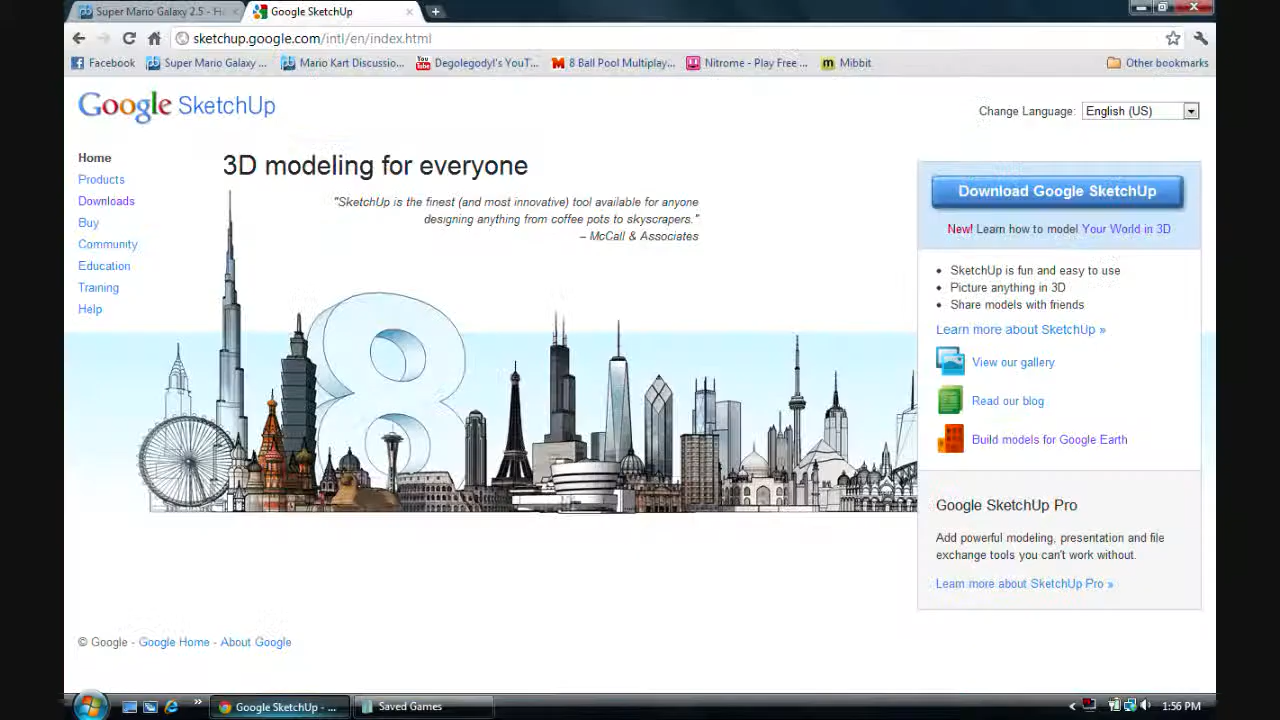 Super Mario Galaxy 2.5 - Ha
Google SketchUp
sketchup.google.com/intl/en/index.html
Facebook
Super Mario Galaxy ...
Mario Kart Discussio...
You
Tube
Degolegodyl's YouT...
8 Ball Pool Multiplay...
Nitrome - Play Free ...
m Mibbit
Other bookmarks
Google SketchUp
Change Language: English (US)
Home
Products
Downloads
Buy
Community
Education
Training
Help
3D modeling for everyone
"SketchUp is the finest (and most innovative) tool available for anyone
designing anything from coffee pots to skyscrapers."
– McCall & Associates
8
Download Google SketchUp
New! Learn how to model Your World in 3D
SketchUp is fun and easy to use
Picture anything in 3D
Share models with friends
Learn more about SketchUp »
View our gallery
Read our blog
Build models for Google Earth
Google SketchUp Pro
Add powerful modeling, presentation and file
exchange tools you can't work without.
Learn more about SketchUp Pro »
© Google - Google Home - About Google
Google SketchUp - ...
Saved Games
1:56 PM